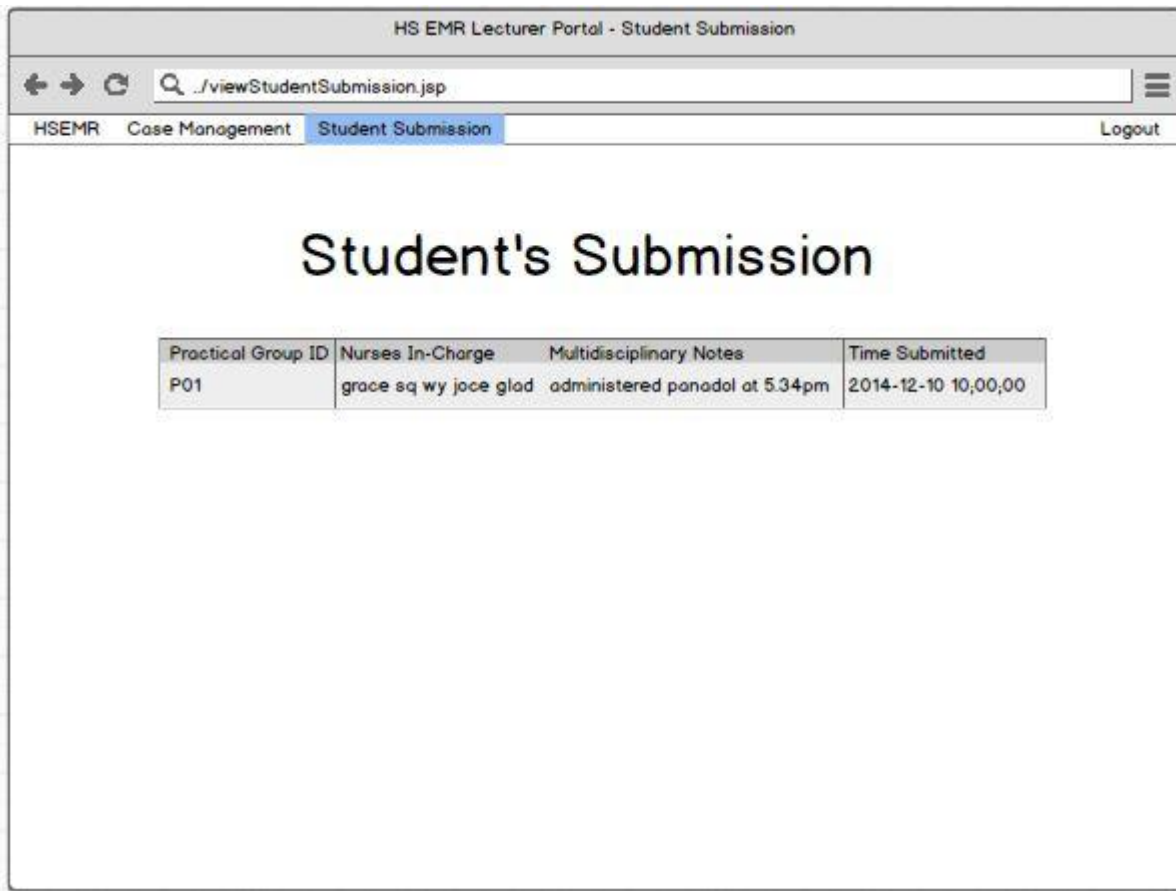 HS EMR Lecturer Portal - Student Submission
../viewStudentSubmission.jsp
HSEMR Case Management Student Submission Logout
Student's Submission
Practical Group ID Nurses In-Charge Multidisciplinary Notes Time Submitted
P01 grace sq wy joce glad administered panadol at 5.34pm 2014-12-10 10;00;00